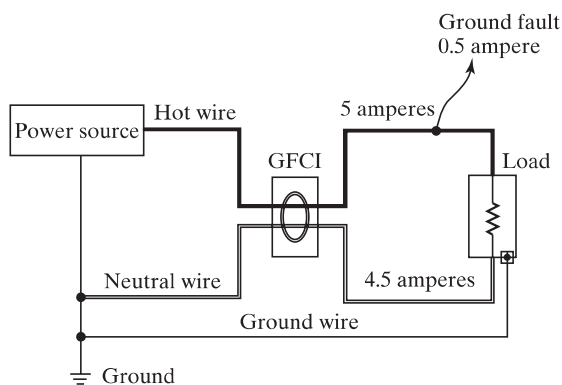 Ground fault
0.5 ampere
Hot wire
5 amperes
Power source
GFCI
Load
Neutral wire
4.5 amperes
Ground wire
Ground